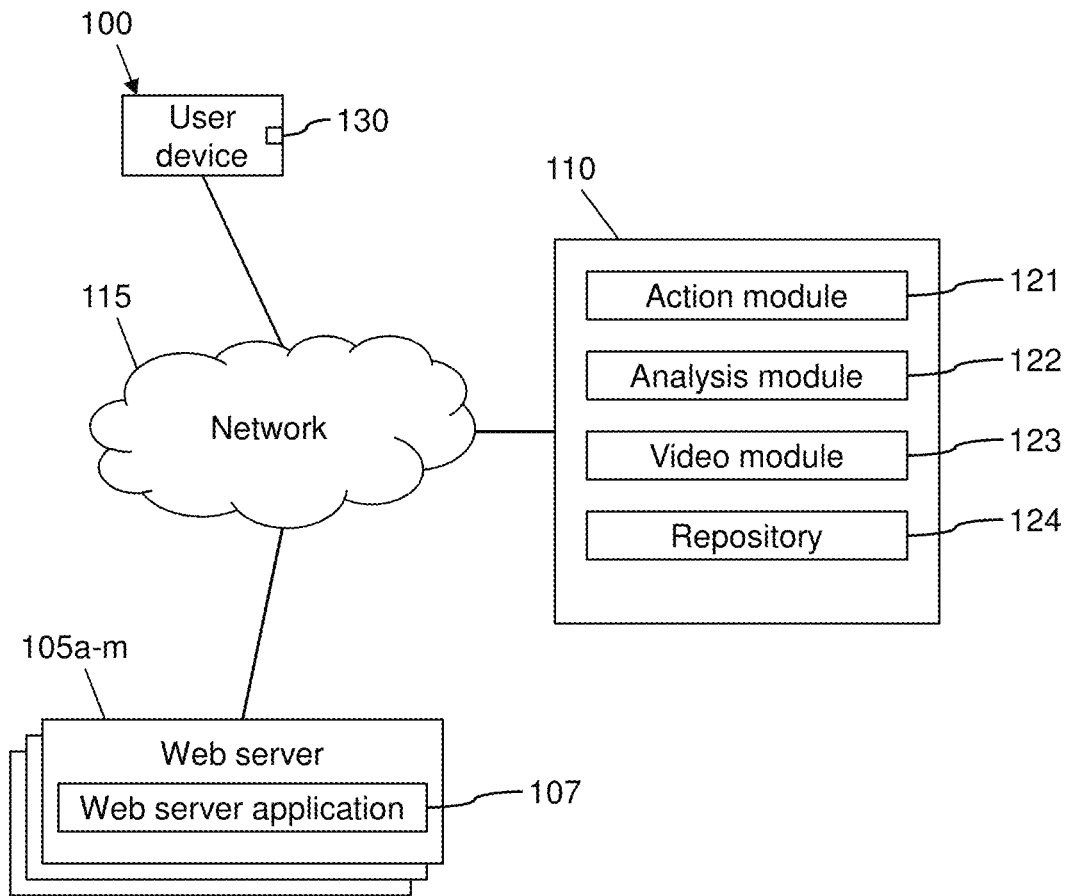 100
User
device
130
110
Action module
121
115
Analysis module
122
Network
Video module
123
Repository
124
105a-m
Web server
Web server application
107